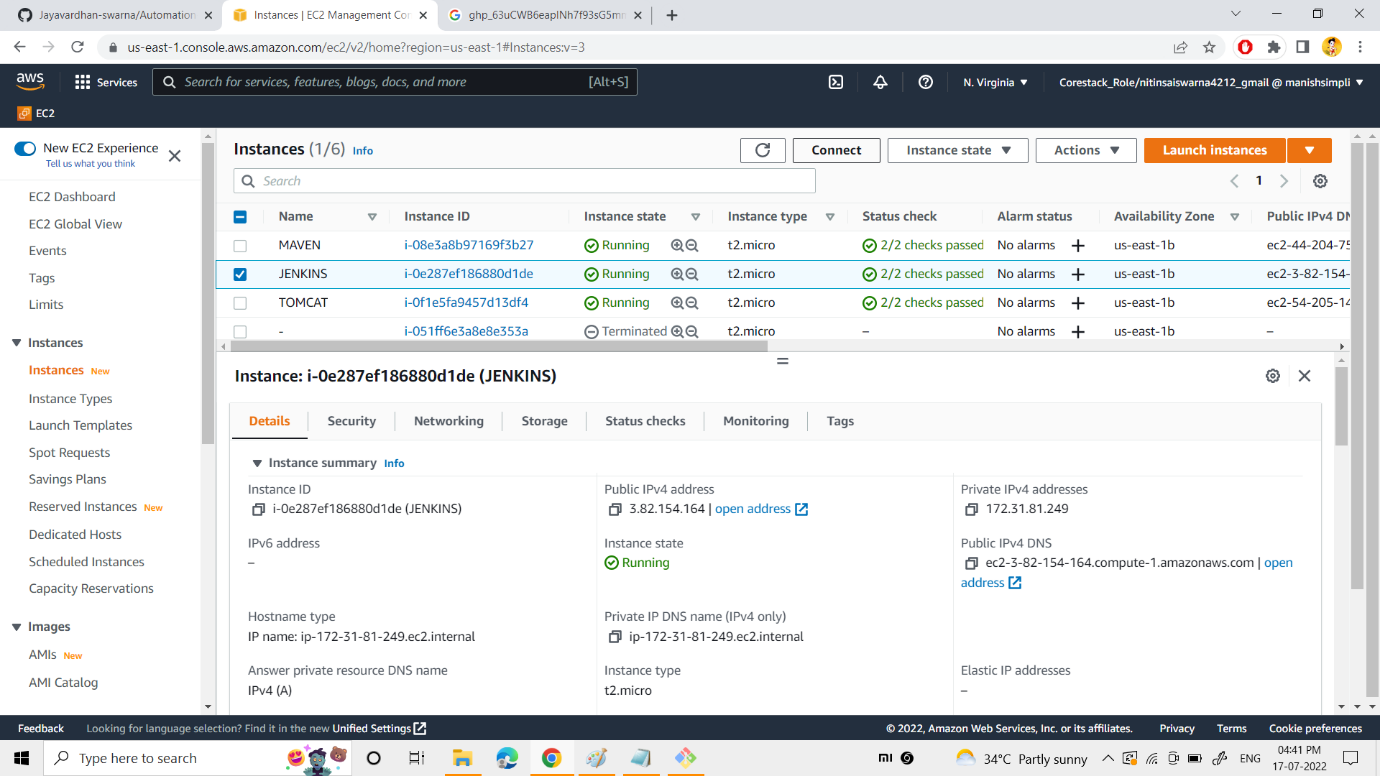 Jayavardhan-swarna/Automation
Instances | EC2 Management Con
us-east-1.console.aws.amazon.com/ec2/v2/home?region=us-east-1#Instances:v=3
aws
Services
Search for services, features, blogs, docs, and more
[Alt+S]
N. Virginia
Corestack_Role/nitinsaiswarna4212_gmail @ manishsimpli
EC2
New EC2 Experience
Tell us what you think
EC2 Dashboard
EC2 Global View
Events
Tags
Limits
Instances
Instances New
Instance Types
Launch Templates
Spot Requests
Savings Plans
Reserved Instances New
Dedicated Hosts
Scheduled Instances
Capacity Reservations
Images
AMIs New
AMI Catalog
Instances (1/6) Info
Connect
Instance state
Actions
Launch instances
Search
1
Name Instance ID Instance state Instance type Status check Alarm status Availability Zone Public IPv4 DN
MAVEN i-08e3a8b97169f3b27 Running t2.micro 2/2 checks passed No alarms + us-east-1b ec2-44-204-75
JENKINS i-0e287ef186880d1de Running t2.micro 2/2 checks passed No alarms + us-east-1b ec2-3-82-154-
TOMCAT i-0f1e5fa9457d13df4 Running t2.micro 2/2 checks passed No alarms + us-east-1b ec2-54-205-14
- i-051ff6e3a8e8e353a Terminated t2.micro – No alarms + us-east-1b –
Instance: i-0e287ef186880d1de (JENKINS)
Details Security Networking Storage Status checks Monitoring Tags
Instance summary Info
Instance ID
i-0e287ef186880d1de (JENKINS)
Public IPv4 address
3.82.154.164 | open address
Private IPv4 addresses
172.31.81.249
IPv6 address
–
Instance state
Running
Public IPv4 DNS
ec2-3-82-154-164.compute-1.amazonaws.com | open
address
Hostname type
IP name: ip-172-31-81-249.ec2.internal
Private IP DNS name (IPv4 only)
ip-172-31-81-249.ec2.internal
Answer private resource DNS name
IPv4 (A)
Instance type
t2.micro
Elastic IP addresses
–
Feedback
Looking for language selection? Find it in the new Unified Settings
© 2022, Amazon Web Services, Inc. or its affiliates.
Privacy
Terms
Cookie preferences
Type here to search
34°C Partly sunny
ENG
04:41 PM
17-07-2022